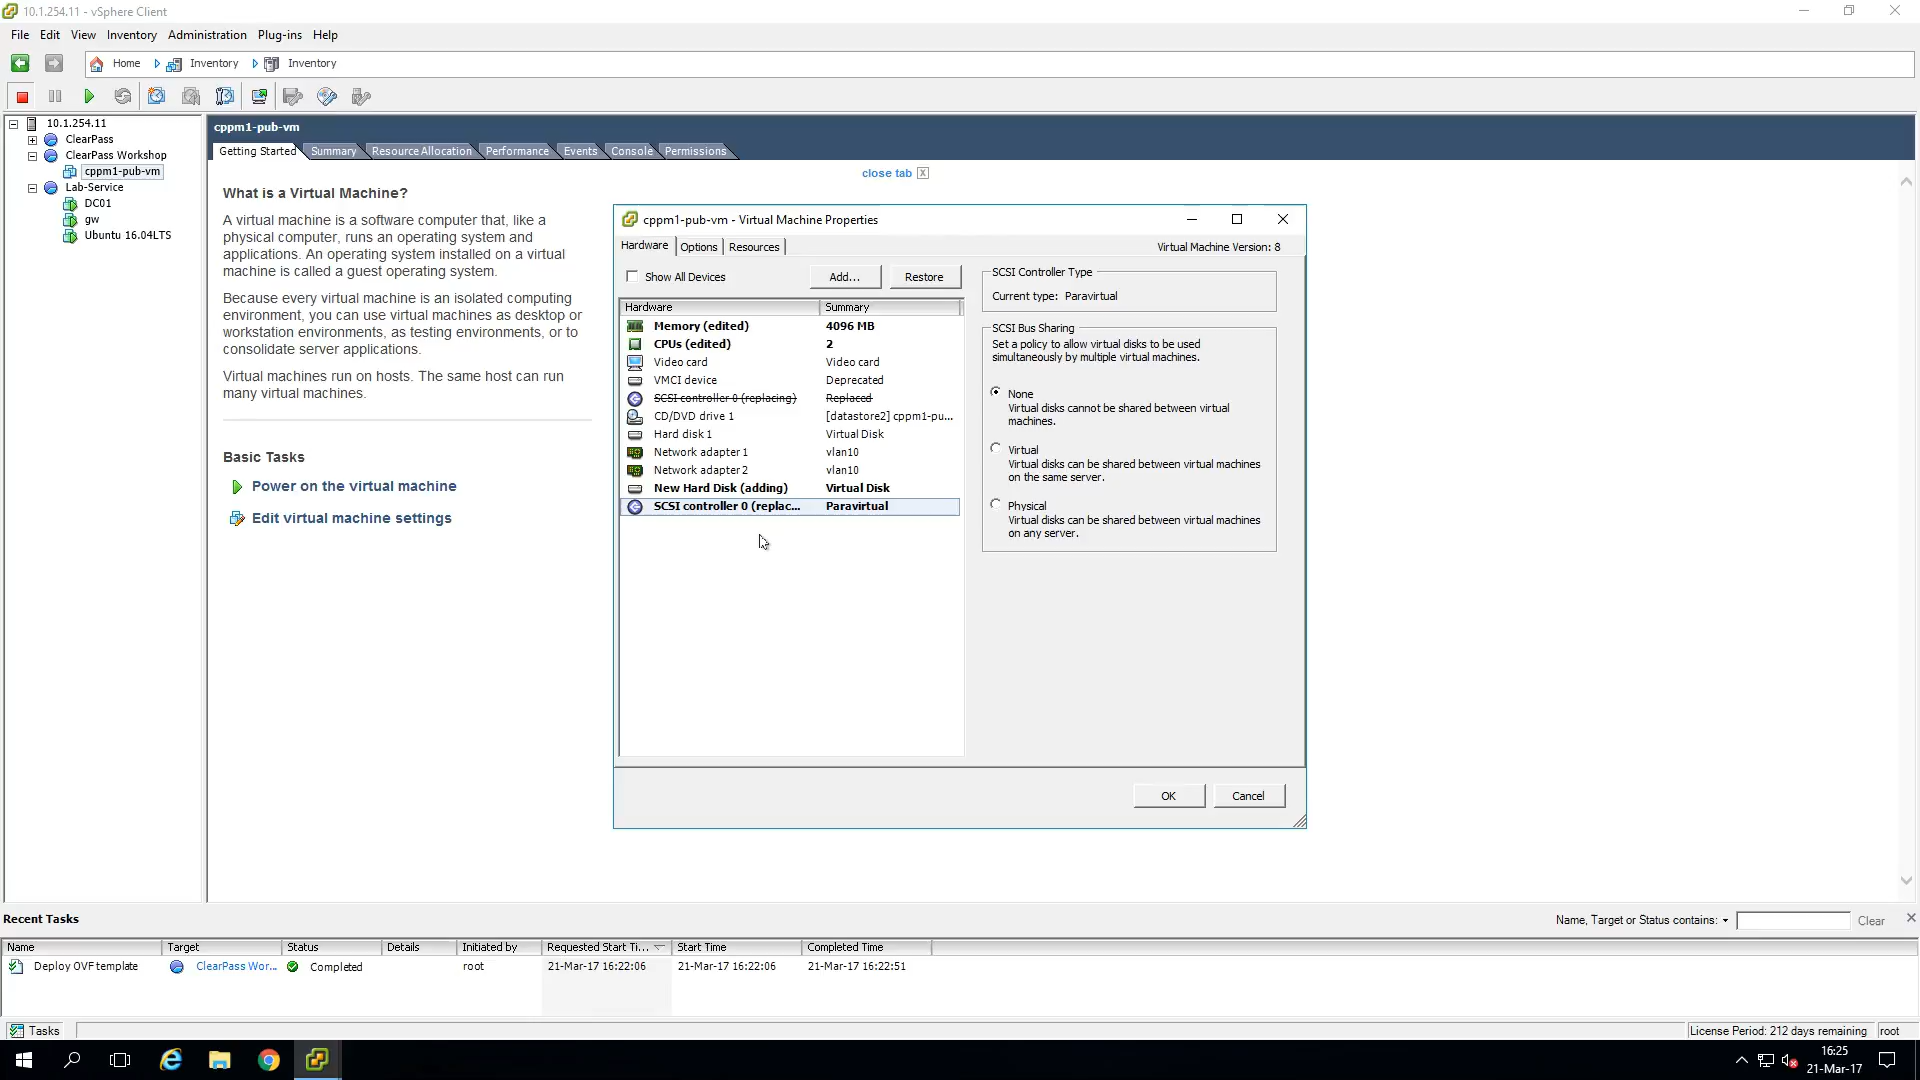 10.1.254.11 - vSphere Client
File Edit View Inventory Administration Plug-ins Help
Home Inventory Inventory
10.1.254.11
ClearPass
ClearPass Workshop
cppm1-pub-vm
Lab-Service
DC01
gw
Ubuntu 16.04LTS
cppm1-pub-vm
Getting Started Summary Resource Allocation Performance Events Console Permissions
close tab X
What is a Virtual Machine?
A virtual machine is a software computer that, like a
physical computer, runs an operating system and
applications. An operating system installed on a virtual
machine is called a guest operating system.
Because every virtual machine is an isolated computing
environment, you can use virtual machines as desktop or
workstation environments, as testing environments, or to
consolidate server applications.
Virtual machines run on hosts. The same host can run
many virtual machines.
Basic Tasks
Power on the virtual machine
Edit virtual machine settings
cppm1-pub-vm - Virtual Machine Properties
Hardware Options Resources Virtual Machine Version: 8
Show All Devices Add... Restore
Hardware Summary
Memory (edited) 4096 MB
CPUs (edited) 2
Video card Video card
VMCI device Deprecated
SCSI controller 0 (replacing) Replaced
CD/DVD drive 1 [datastore2] cppm1-pu...
Hard disk 1 Virtual Disk
Network adapter 1 vlan10
Network adapter 2 vlan10
New Hard Disk (adding) Virtual Disk
SCSI controller 0 (replac... Paravirtual
SCSI Controller Type
Current type: Paravirtual
SCSI Bus Sharing
Set a policy to allow virtual disks to be used
simultaneously by multiple virtual machines.
None
Virtual disks cannot be shared between virtual
machines.
Virtual
Virtual disks can be shared between virtual machines
on the same server.
Physical
Virtual disks can be shared between virtual machines
on any server.
OK Cancel
Recent Tasks Name, Target or Status contains: Clear
Name Target Status Details Initiated by Requested Start Ti... Start Time Completed Time
Deploy OVF template ClearPass Wor... Completed root 21-Mar-17 16:22:06 21-Mar-17 16:22:06 21-Mar-17 16:22:51
Tasks License Period: 212 days remaining root
16:25
21-Mar-17